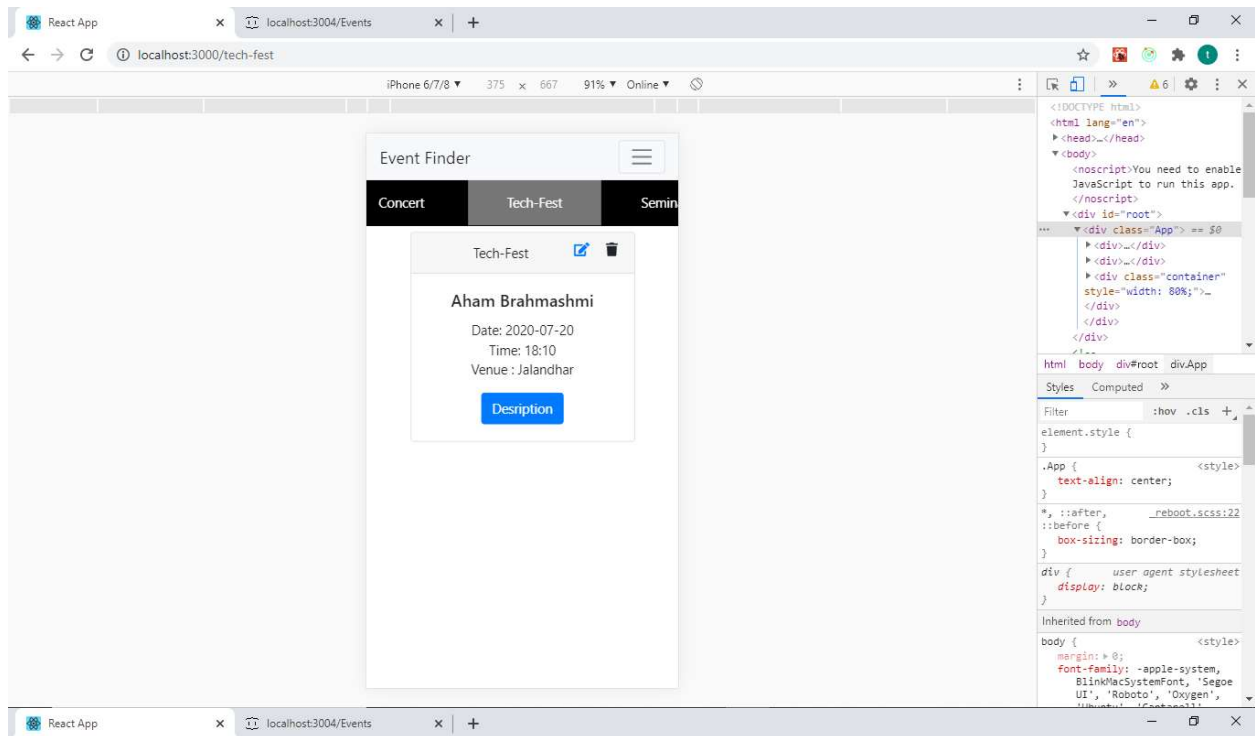 React App
localhost:3004/Events
localhost:3000/tech-fest
t
iPhone 6/7/8 ▼ 375 x 667 91% ▼ Online ▼
6
Event Finder
Concert Tech-Fest Semin
Tech-Fest
Aham Brahmashmi
Date: 2020-07-20
Time: 18:10
Venue : Jalandhar
Desription
<!DOCTYPE html>
<html lang="en">
<head>…</head>
<body>
<noscript>You need to enable
JavaScript to run this app.
</noscript>
<div id="root">
<div class="App"> == $0
<div>…</div>
<div>…</div>
<div class="container"
style="width: 80%;">…
</div>
</div>
</div>
html body div#root div.App
Styles Computed »
Filter :hov .cls +
element.style {
}
.App { <style>
text-align: center;
}
*, ::after, _reboot.scss:22
::before {
box-sizing: border-box;
}
div { user agent stylesheet
display: block;
}
Inherited from body
body { <style>
margin: ▶ 0;
font-family: -apple-system,
BlinkMacSystemFont, 'Segoe
UI', 'Roboto', 'Oxygen',
React App
localhost:3004/Events